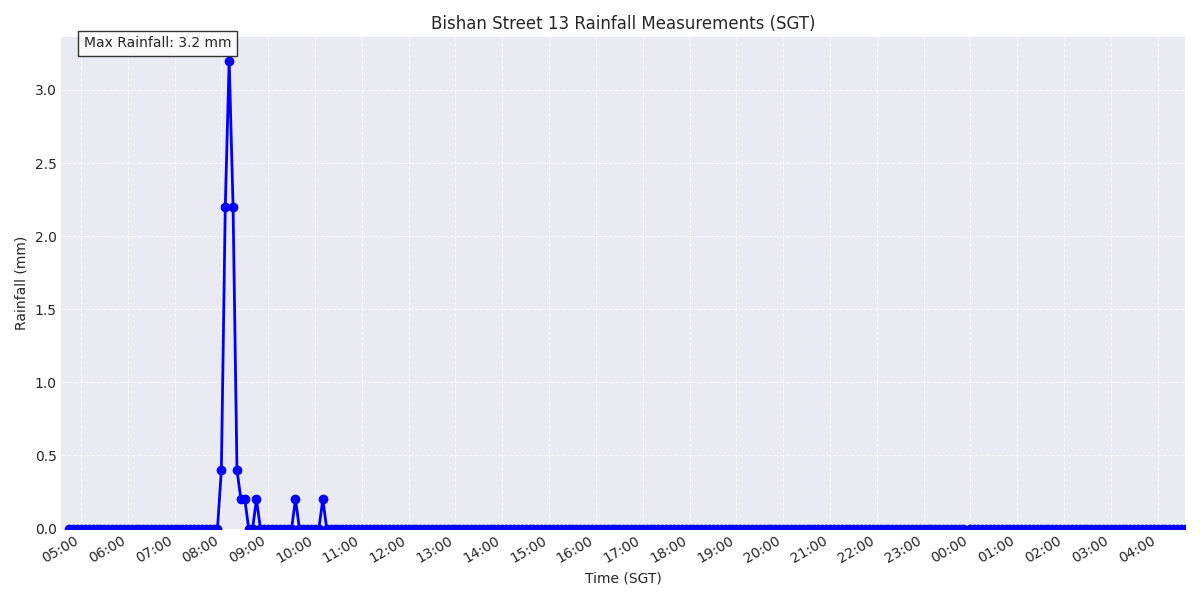 Bishan Street 13 Rainfall Measurements (SGT)
Max Rainfall: 3.2 mm
Rainfall (mm)
3.0
2.5
2.0
1.5
1.0
0.5
0.0
05:00 06:00 07:00 08:00 09:00 10:00 11:00 12:00 13:00 14:00 15:00 16:00 17:00 18:00 19:00 20:00 21:00 22:00 23:00 00:00 01:00 02:00 03:00 04:00
Time (SGT)